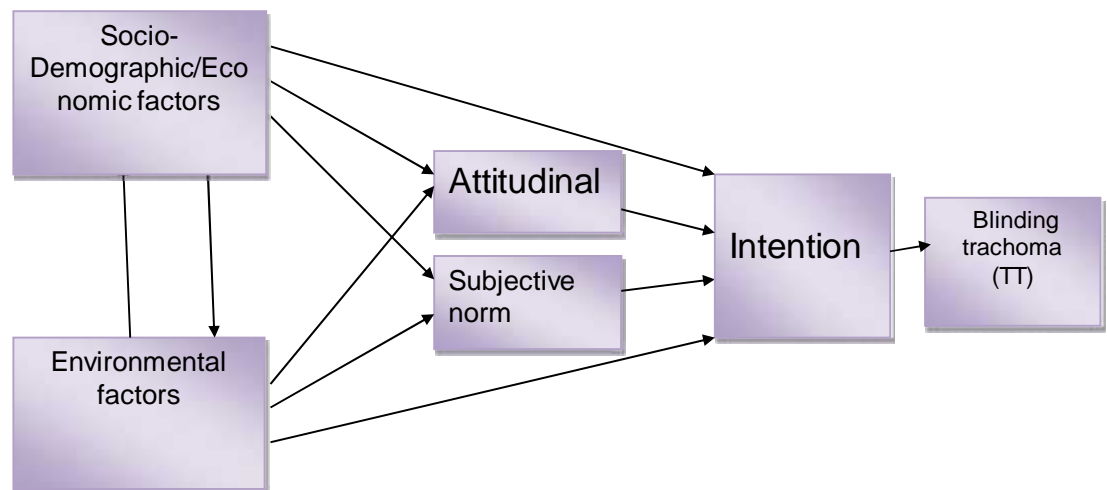 Socio-
Demographic/Eco
nomic factors
Attitudinal
Subjective
norm
Intention
Blinding
trachoma
(TT)
Environmental
factors